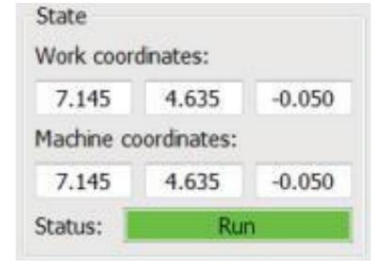 State
Work coordinates:
7.145 4.635 -0.050
Machine coordinates:
7.145 4.635 -0.050
Status: Run